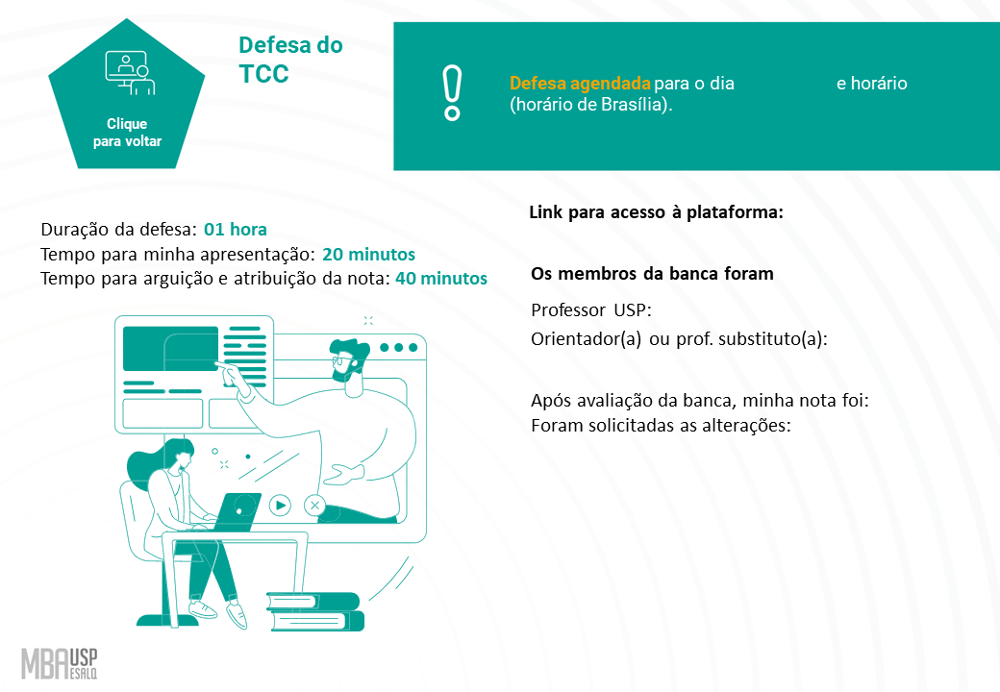 Clique
para voltar
Defesa do
TCC
Defesa agendada para o dia e horário
(horário de Brasília).
Duração da defesa: 01 hora
Tempo para minha apresentação: 20 minutos
Tempo para arguição e atribuição da nota: 40 minutos
Link para acesso à plataforma:
Os membros da banca foram
Professor USP:
Orientador(a) ou prof. substituto(a):
Após avaliação da banca, minha nota foi:
Foram solicitadas as alterações:
MBA USP
ESALQ